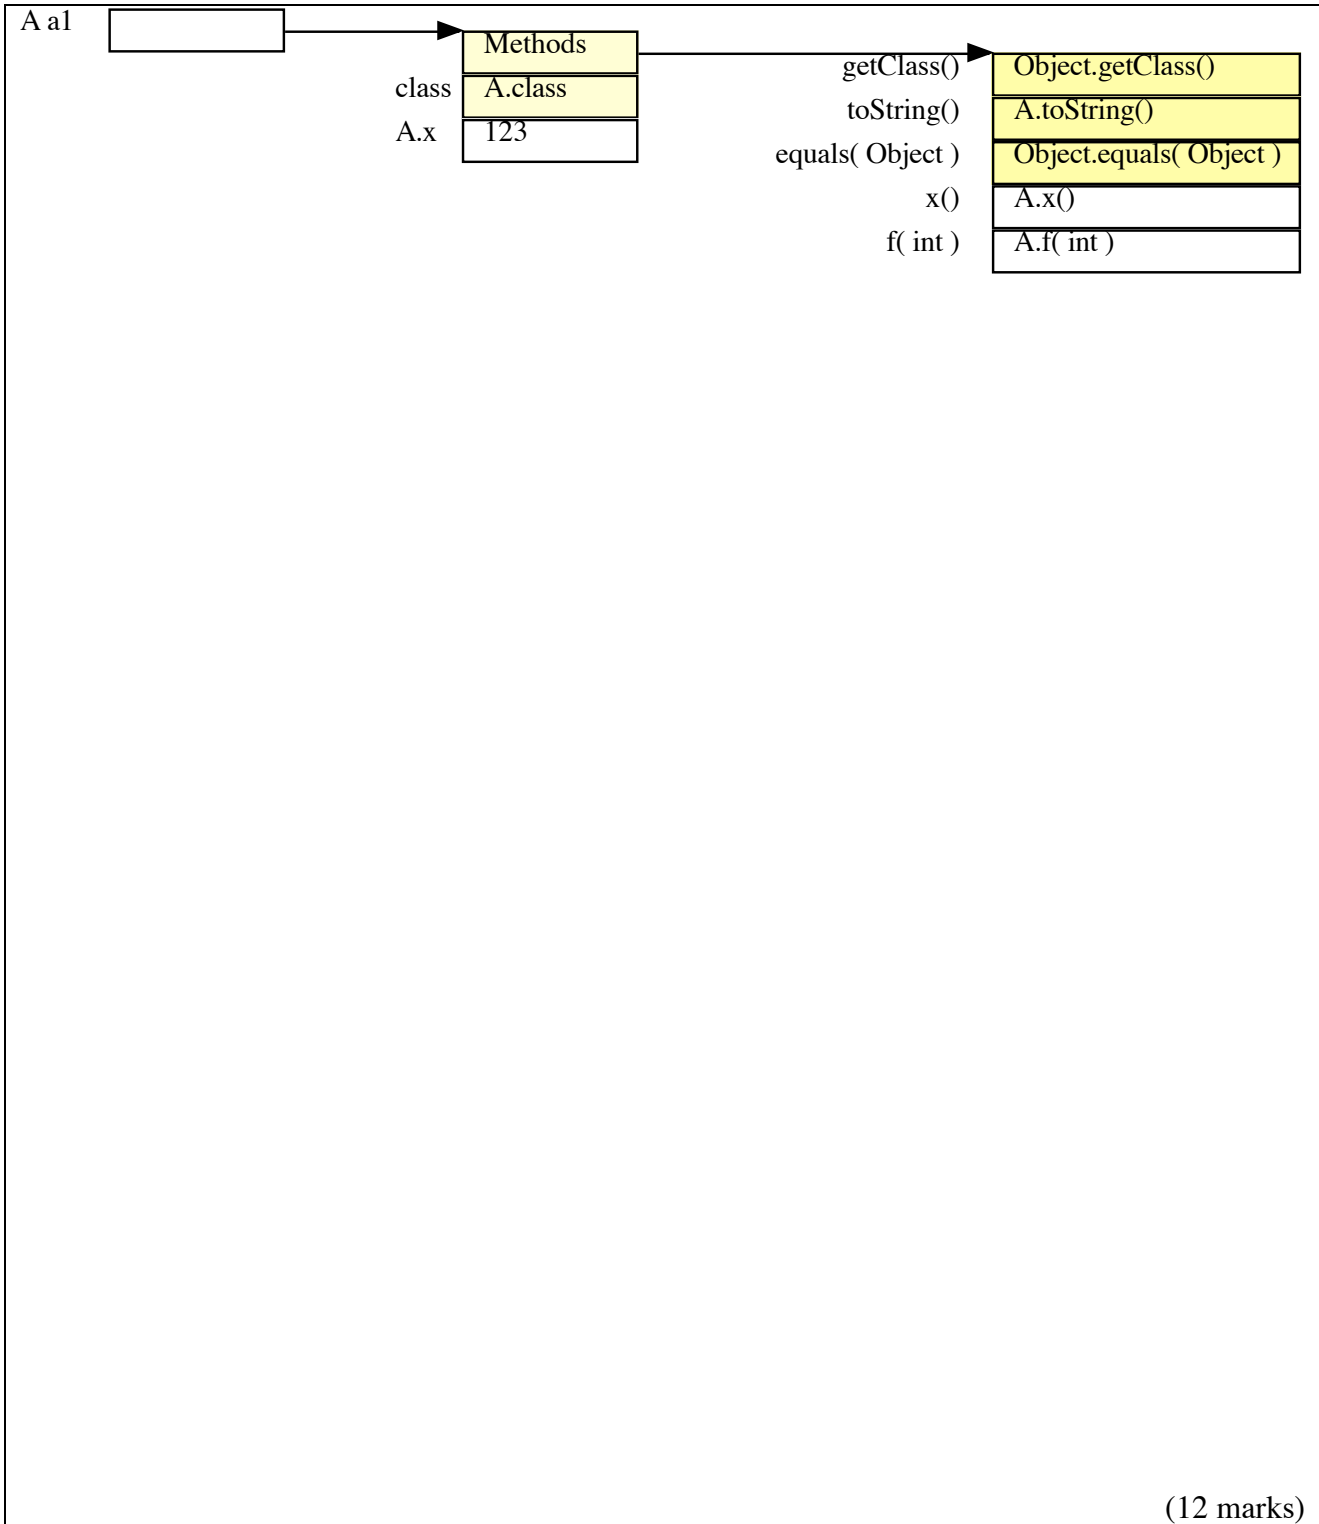 A a1
Methods
class A.class
A.x 123
getClass() Object.getClass()
toString() A.toString()
equals( Object ) Object.equals( Object )
x() A.x()
f( int ) A.f( int )
(12 marks)